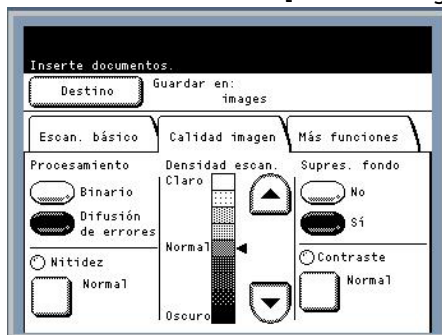 Inserte documentos.
Destino
Guardar en:
images
Escan. básico
Calidad imagen
Más funciones
Procesamiento
Binario
Difusión
de errores
Nitidez
Normal
Densidad escan.
Claro
Normal
Oscuro
Supres. fondo
No
Sí
Contraste
Normal